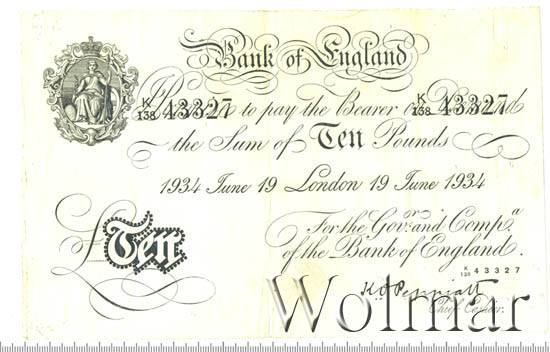 Bank of England
K/138 43327 to pay the Bearer on Demand K/138 43327
the Sum of Ten Pounds
1934 June 19 London 19 June 1934
For the Govr. and Compa.
of the Bank of England.
K/138 43327
£Ten
K O Peppiatt
Chief Cashier.
Wolmar